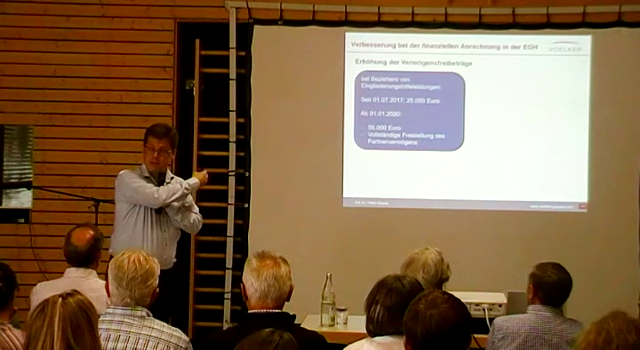 Verbesserung bei der finanziellen Anrechnung in der EGH
VOELKER
Erhöhung der Vermögensfreibeträge
bei Beziehern von
Eingliederungshilfeleistungen:
Seit 01.07.2017: 25.000 Euro
Ab 01.01.2020:
- 50.000 Euro
- Vollständige Freistellung des
Partnervermögens